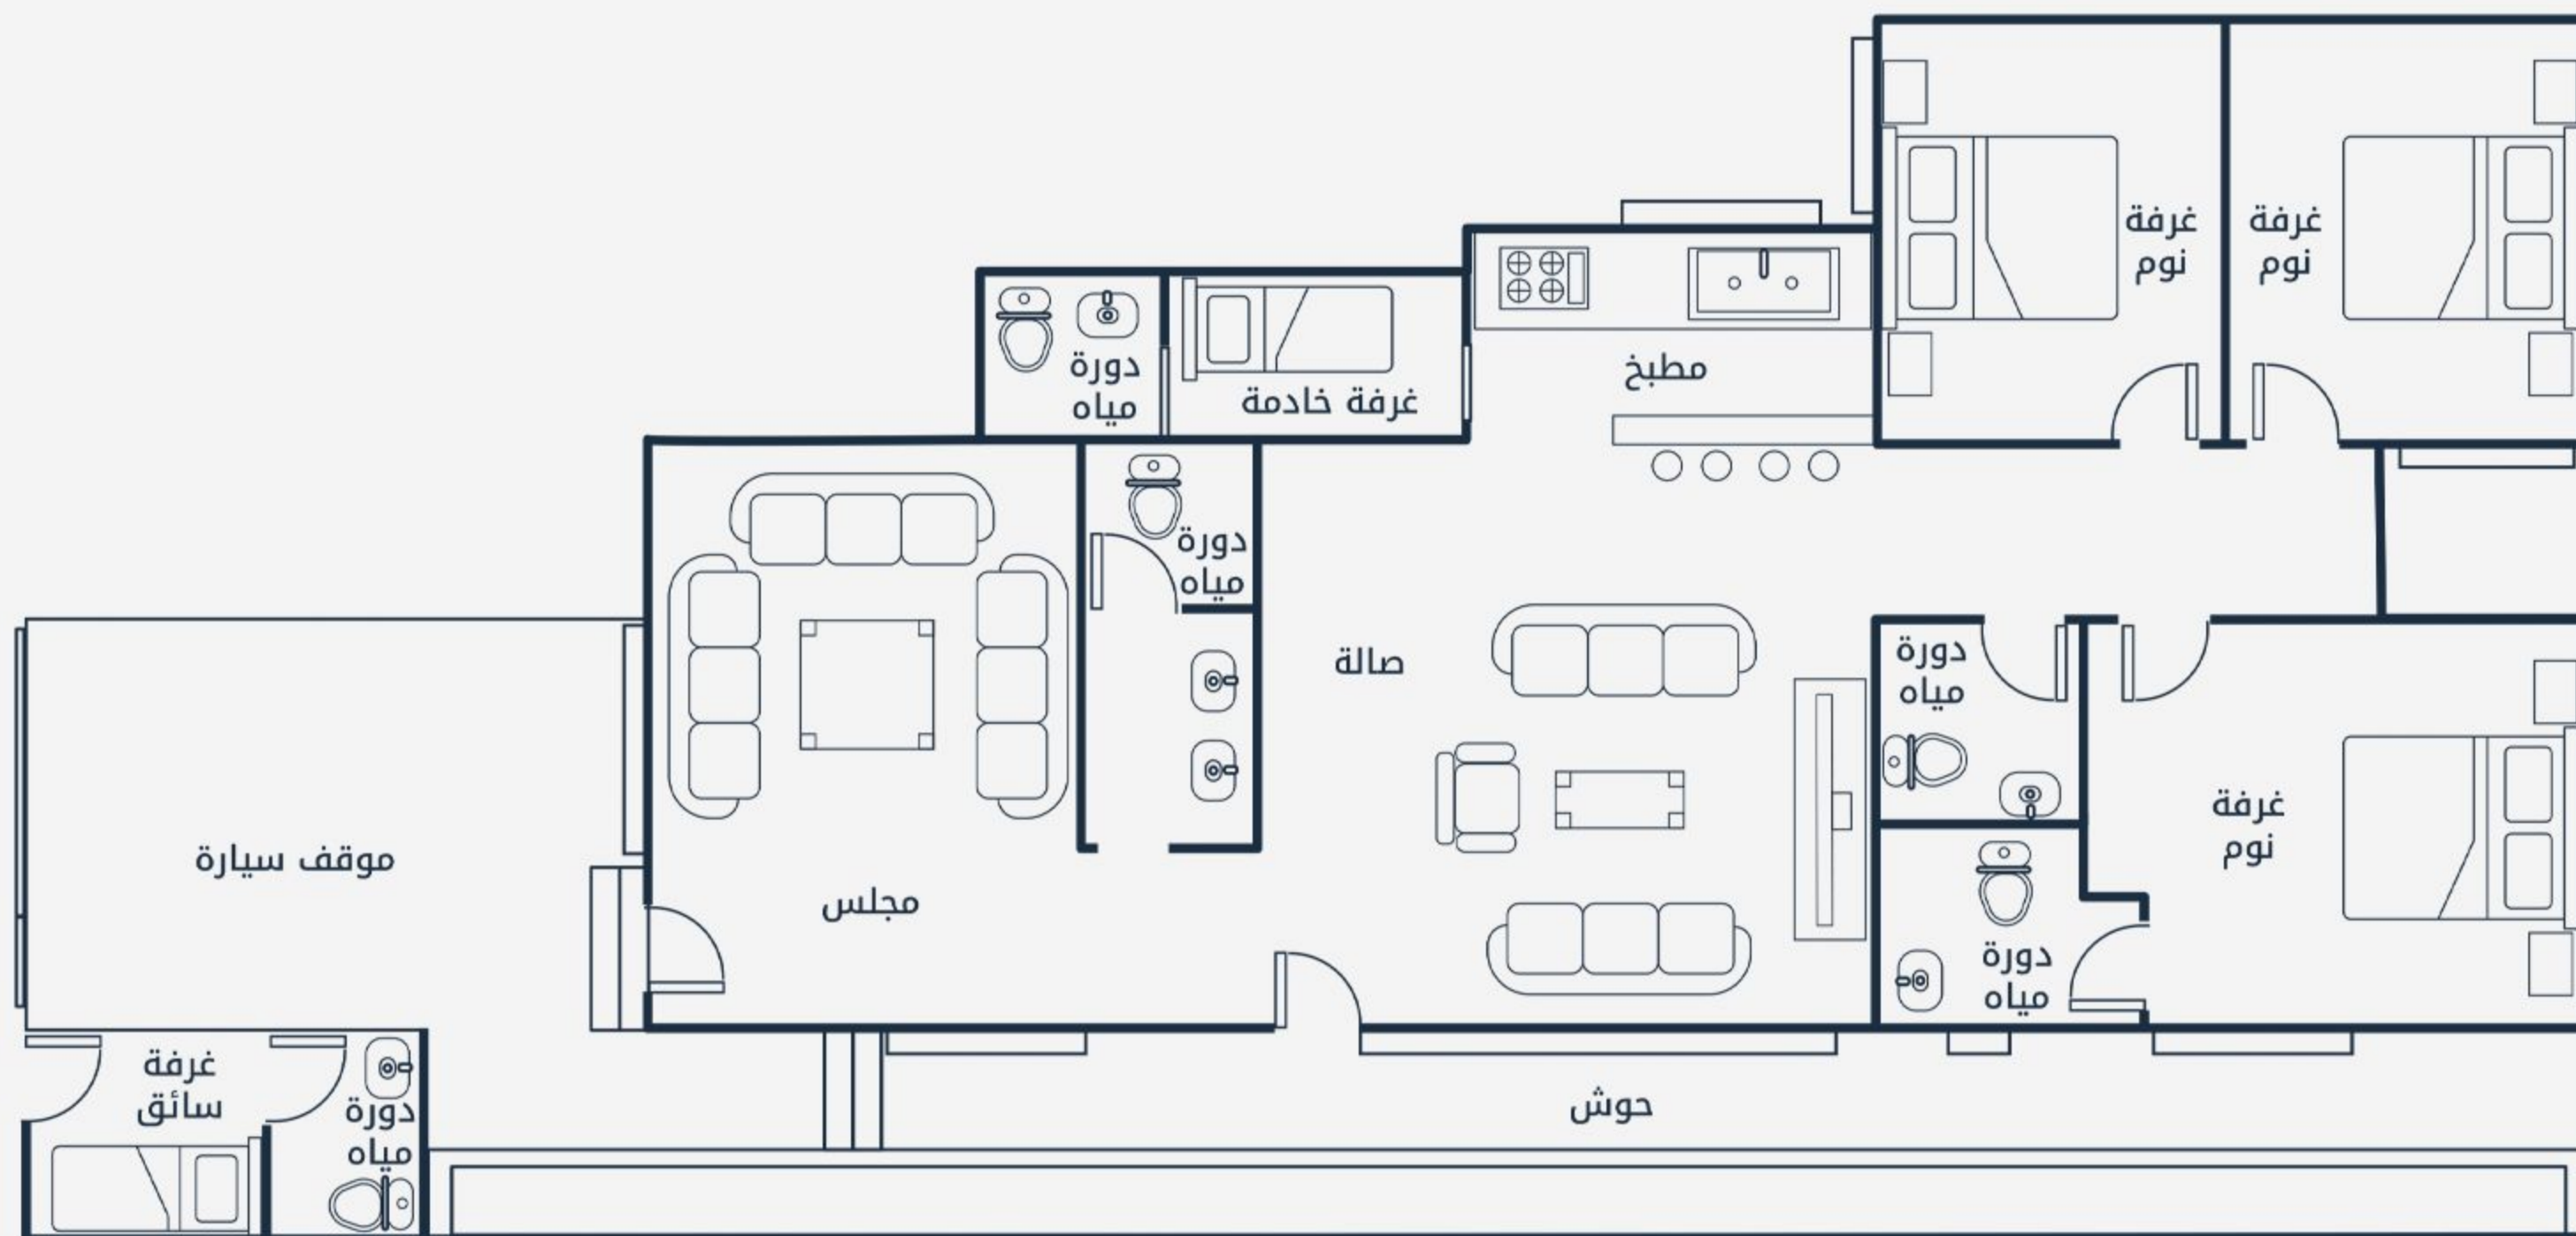 غرفة
نوم
غرفة
نوم
دورة
مياه
غرفة خادمة
مطبخ
دورة
مياه
صالة
دورة
مياه
غرفة
نوم
موقف سيارة
مجلس
دورة
مياه
غرفة
سائق
دورة
مياه
حوش